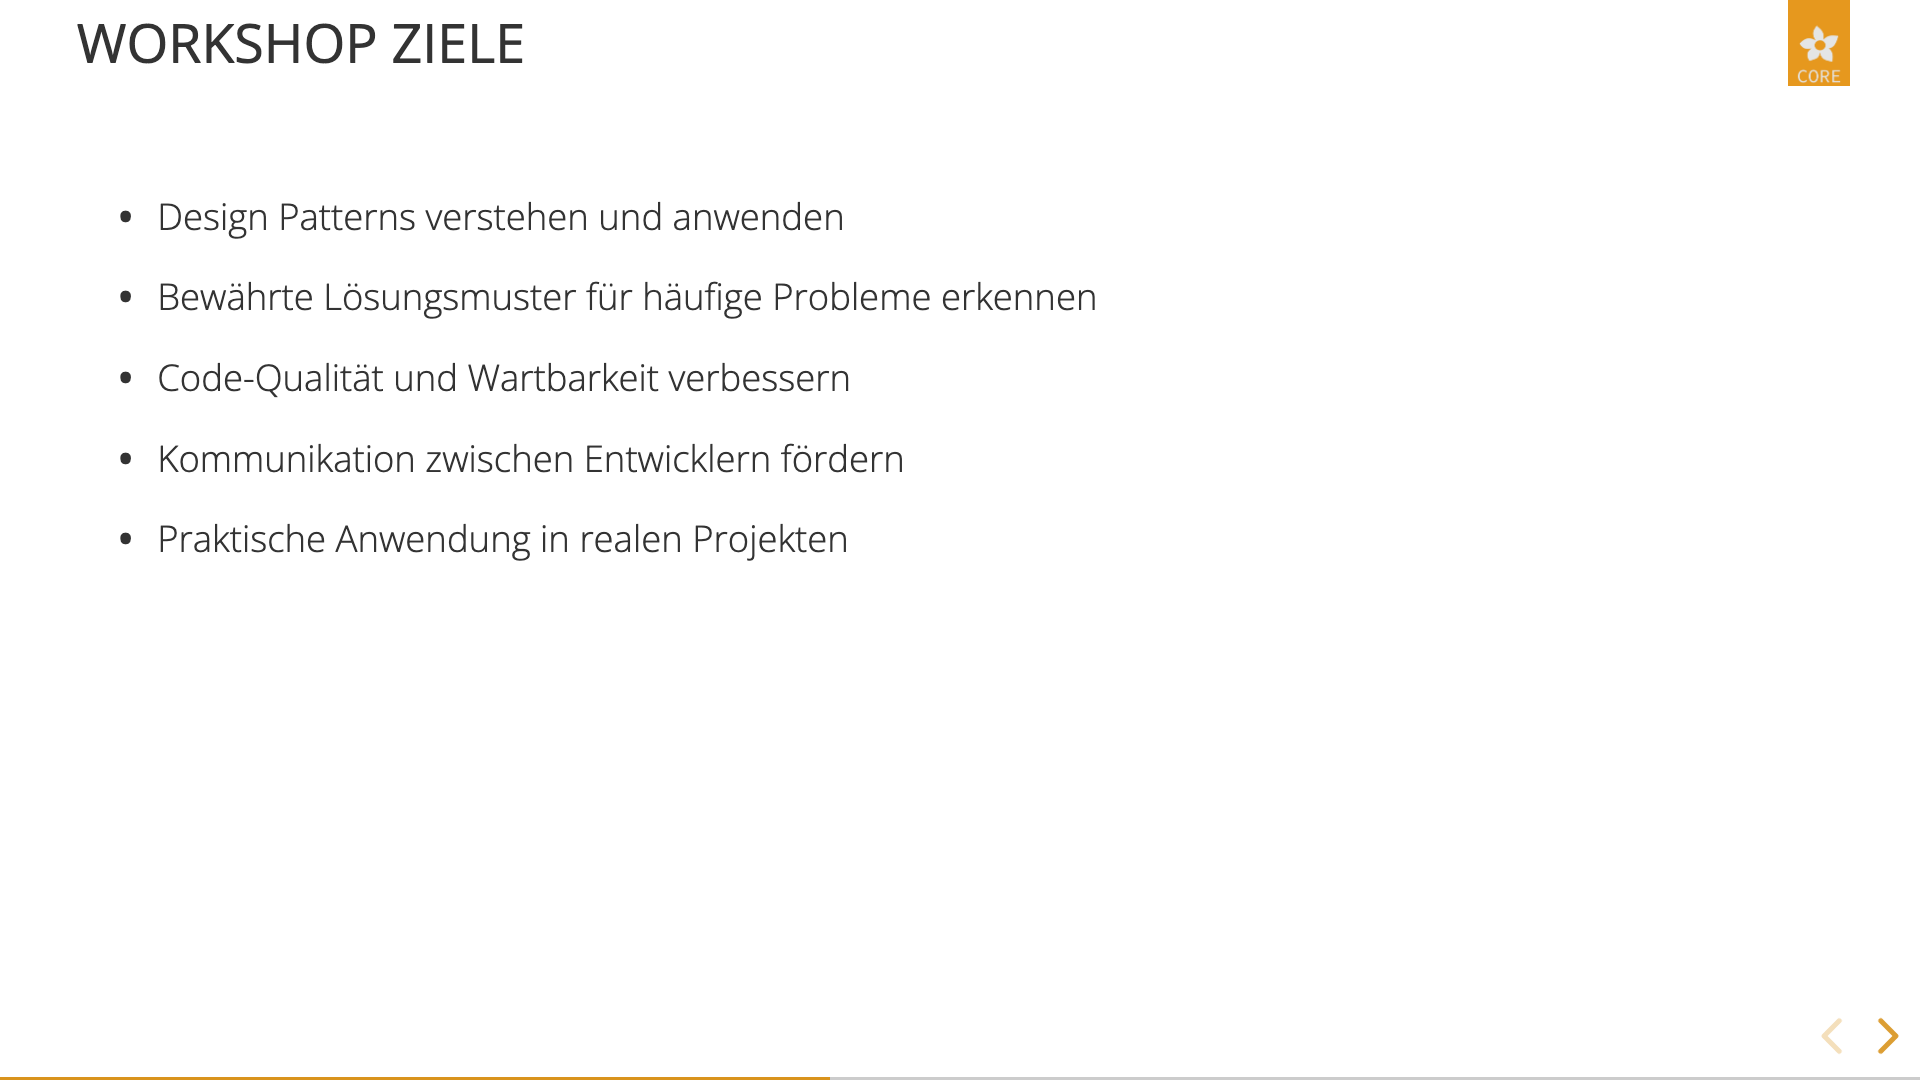 WORKSHOP ZIELE
CORE
• Design Patterns verstehen und anwenden
• Bewährte Lösungsmuster für häufige Probleme erkennen
• Code-Qualität und Wartbarkeit verbessern
• Kommunikation zwischen Entwicklern fördern
• Praktische Anwendung in realen Projekten